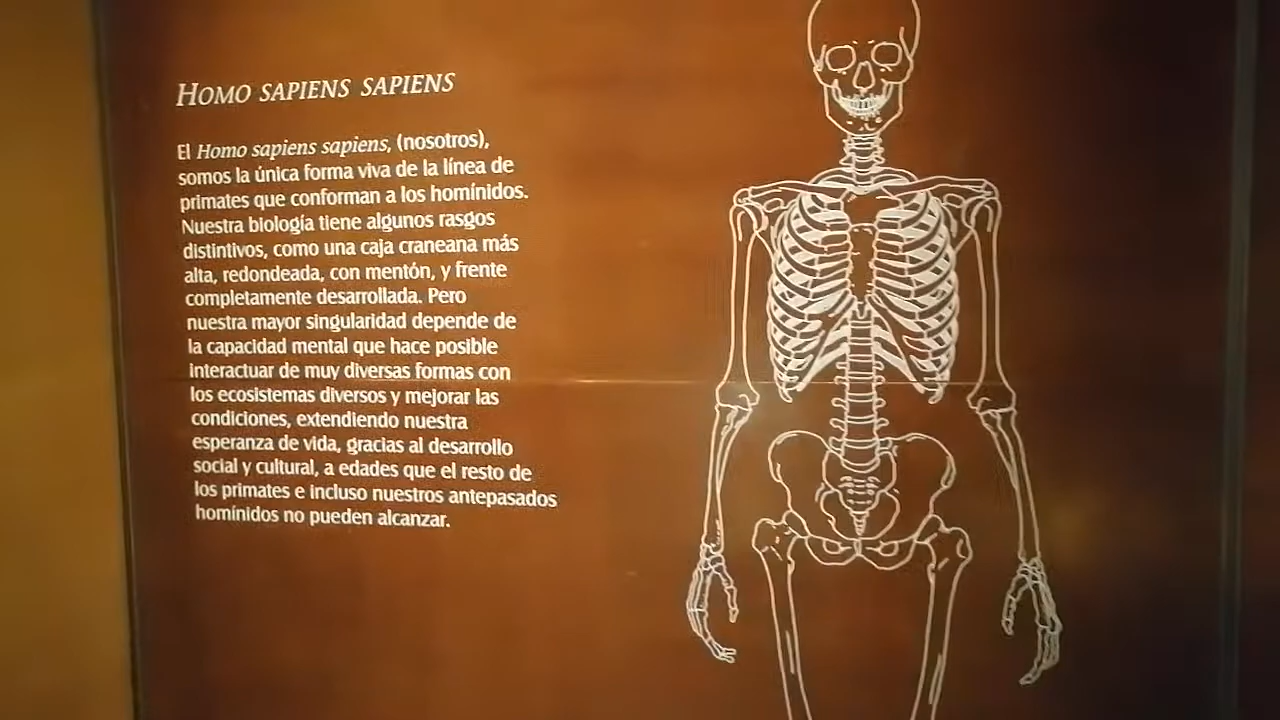 HOMO SAPIENS SAPIENS
El Homo sapiens sapiens, (nosotros),
somos la única forma viva de la línea de
primates que conforman a los homínidos.
Nuestra biología tiene algunos rasgos
distintivos, como una caja craneana más
alta, redondeada, con mentón, y frente
completamente desarrollada. Pero
nuestra mayor singularidad depende de
la capacidad mental que hace posible
interactuar de muy diversas formas con
los ecosistemas diversos y mejorar las
condiciones, extendiendo nuestra
esperanza de vida, gracias al desarrollo
social y cultural, a edades que el resto de
los primates e incluso nuestros antepasados
homínidos no pueden alcanzar.